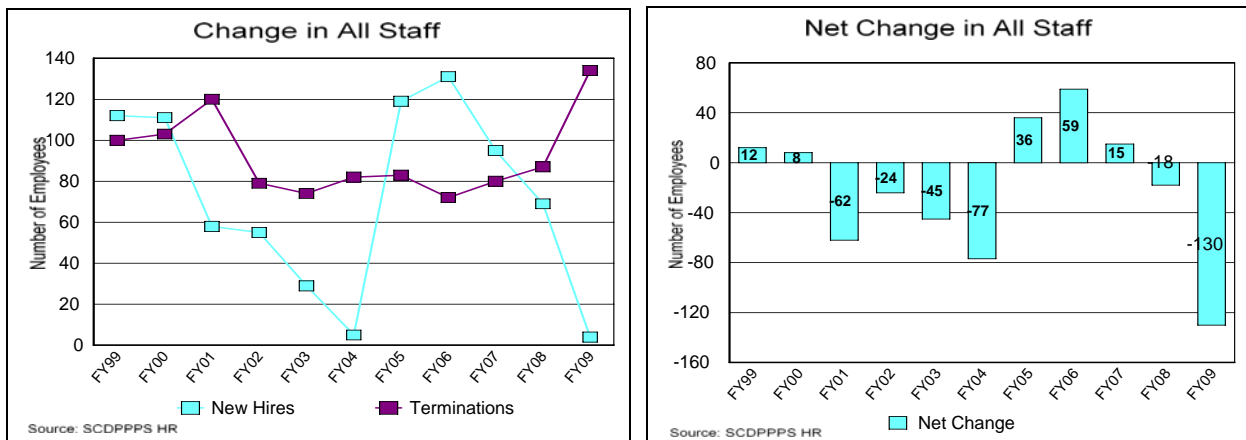 Change in All Staff
Number of Employees
140
120
100
80
60
40
20
0
FY99 FY00 FY01 FY02 FY03 FY04 FY05 FY06 FY07 FY08 FY09
New Hires Terminations
Source: SCDPPPS HR
Net Change in All Staff
Number of Employees
80
40
0
-40
-80
-120
-160
12 8 -62 -24 -45 -77 36 59 15 -18 -130
FY99 FY00 FY01 FY02 FY03 FY04 FY05 FY06 FY07 FY08 FY09
Net Change
Source: SCDPPPS HR